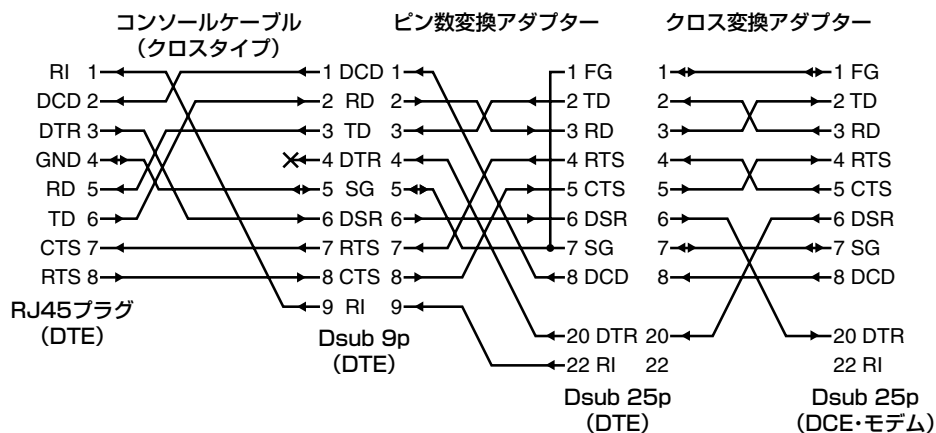 コンソールケーブル
（クロスタイプ）
ピン数変換アダプター
クロス変換アダプター
RI 1 1 DCD 1 1 FG 1 1 FG
DCD 2 2 RD 2 2 TD 2 2 TD
DTR 3 3 TD 3 3 RD 3 3 RD
GND 4 4 DTR 4 4 RTS 4 4 RTS
RD 5 5 SG 5 5 CTS 5 5 CTS
TD 6 6 DSR 6 6 DSR 6 6 DSR
CTS 7 7 RTS 7 7 SG 7 7 SG
RTS 8 8 CTS 8 8 DCD 8 8 DCD
9 RI 9
RJ45プラグ
（DTE）
Dsub 9p
（DTE）
20 DTR 20 20 DTR
22 RI 22 22 RI
Dsub 25p
（DTE）
Dsub 25p
（DCE・モデム）